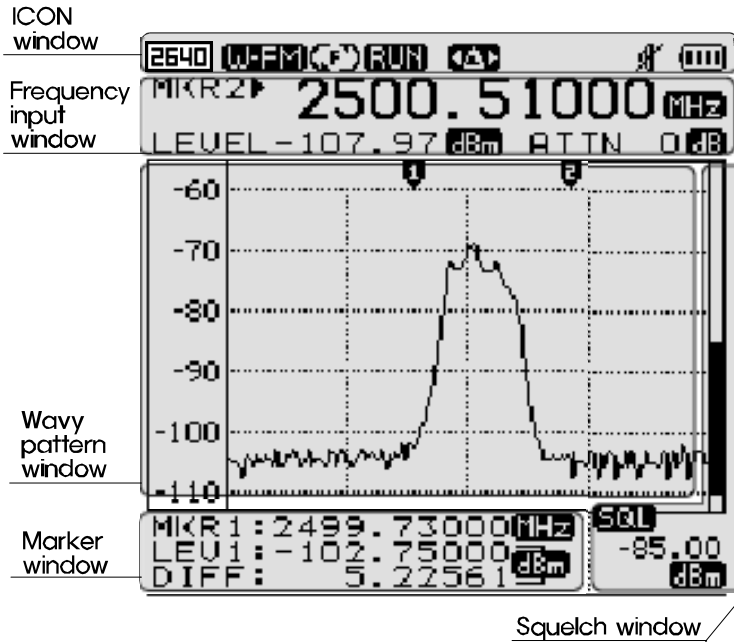 ICON
window
2640 W-FM F RUN
Frequency
input
window
MKR2 2500.51000 MHz
LEVEL-107.97 dBm ATTN 0 dB
1 2
-60
-70
-80
-90
-100
-110
Wavy
pattern
window
Marker
window
MKR1:2499.73000 MHz
LEV1:-102.75000 dBm
DIFF: 5.22561
SQL
-85.00
dBm
Squelch window